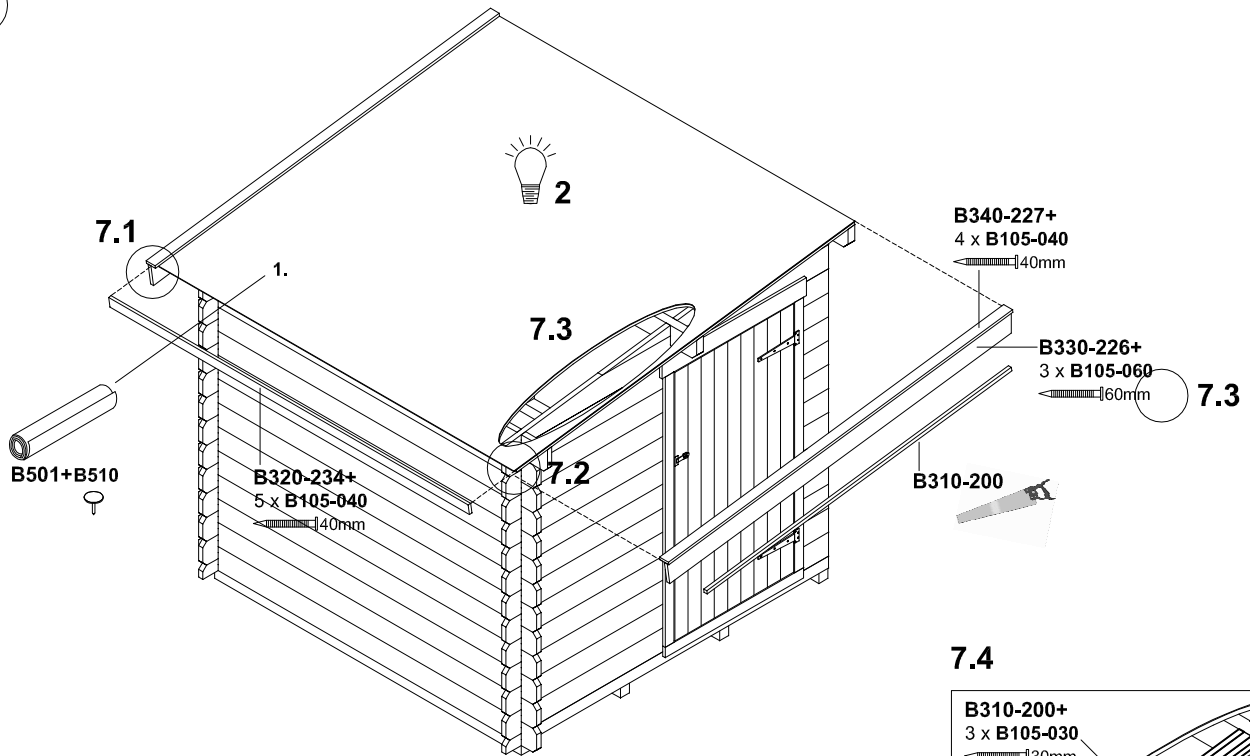 2
7.1
1.
7.3
B340-227+
4 x B105-040
40mm
B330-226+
3 x B105-060
60mm
7.3
B501+B510
B320-234+
5 x B105-040
40mm
7.2
B310-200
7.4
B310-200+
3 x B105-030
30mm